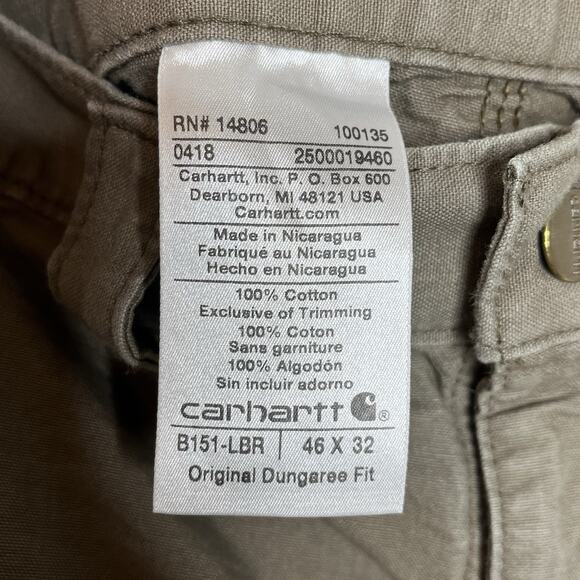 RN# 14806 100135
0418 2500019460
Carhartt, Inc. P. O. Box 600
Dearborn, MI 48121 USA
Carhartt.com
Made in Nicaragua
Fabriqué au Nicaragua
Hecho en Nicaragua
100% Cotton
Exclusive of Trimming
100% Coton
Sans garniture
100% Algodón
Sin incluir adorno
carhartt ®
B151-LBR 46 X 32
Original Dungaree Fit